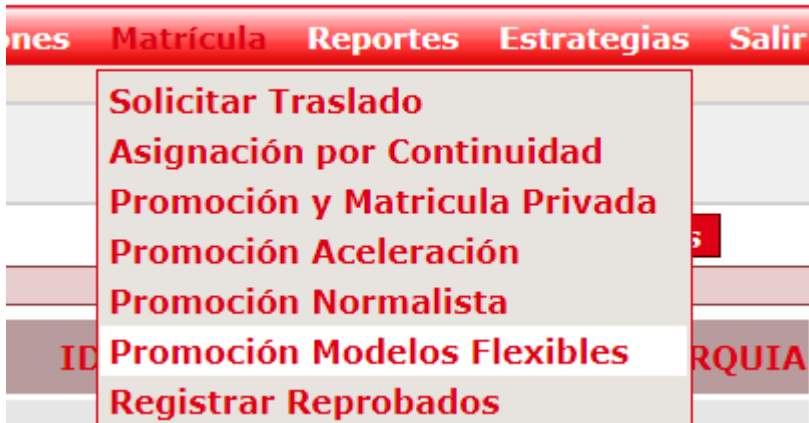 Matrícula Reportes Estrategias Salir
Solicitar Traslado
Asignación por Continuidad
Promoción y Matricula Privada
Promoción Aceleración
Promoción Normalista
ID Promoción Modelos Flexibles
Registrar Reprobados